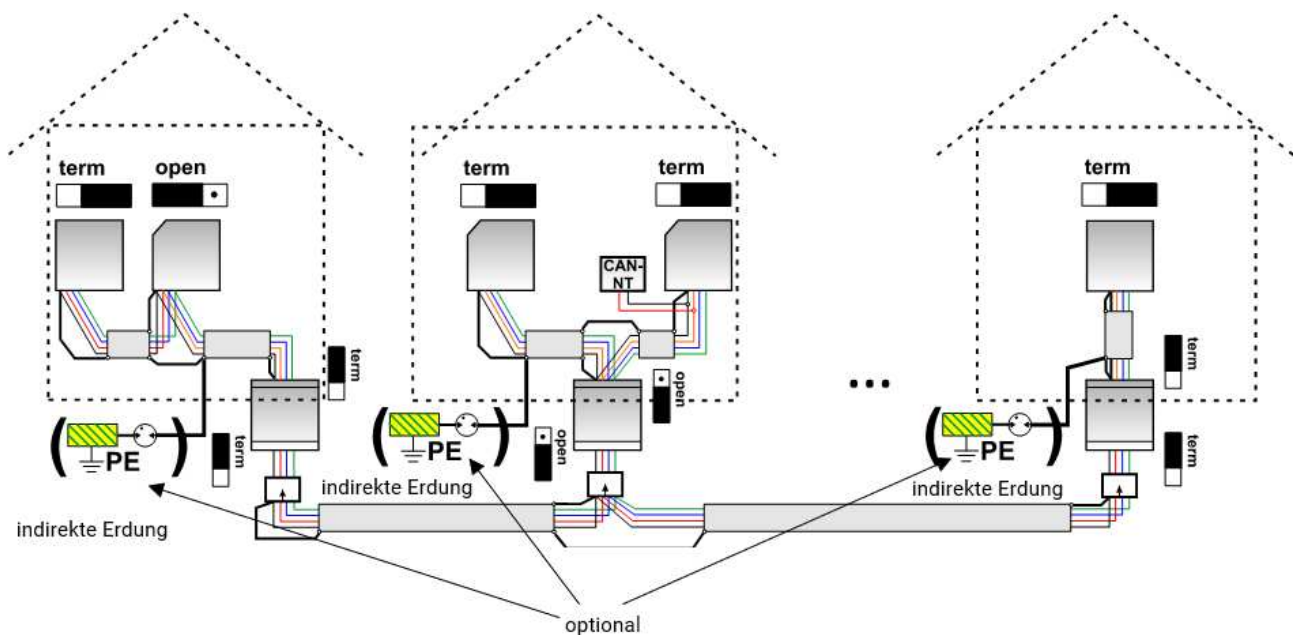 term
open
term
term
term
CAN-
NT
term
open
term
( PE )
term
( PE )
open
( PE )
term
indirekte Erdung
indirekte Erdung
indirekte Erdung
...
optional